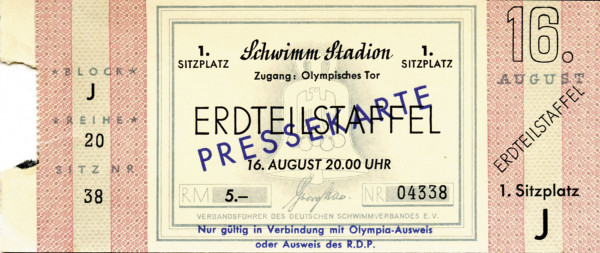 ★BLOCK★
J
★REIHE★
20
SITZ NR
38
1.
SITZPLATZ
Schwimm Stadion
Zugang: Olympisches Tor
1.
SITZPLATZ
ERDTEILSTAFFEL
PRESSEKARTE
16. AUGUST 20.00 UHR
RM 5.— NR 04338
VERBANDSFÜHRER DES DEUTSCHEN SCHWIMMVERBANDES E. V.
Nur gültig in Verbindung mit Olympia-Ausweis
oder Ausweis des R.D.P.
16.
AUGUST
ERDTEILSTAFFEL
1. Sitzplatz
J